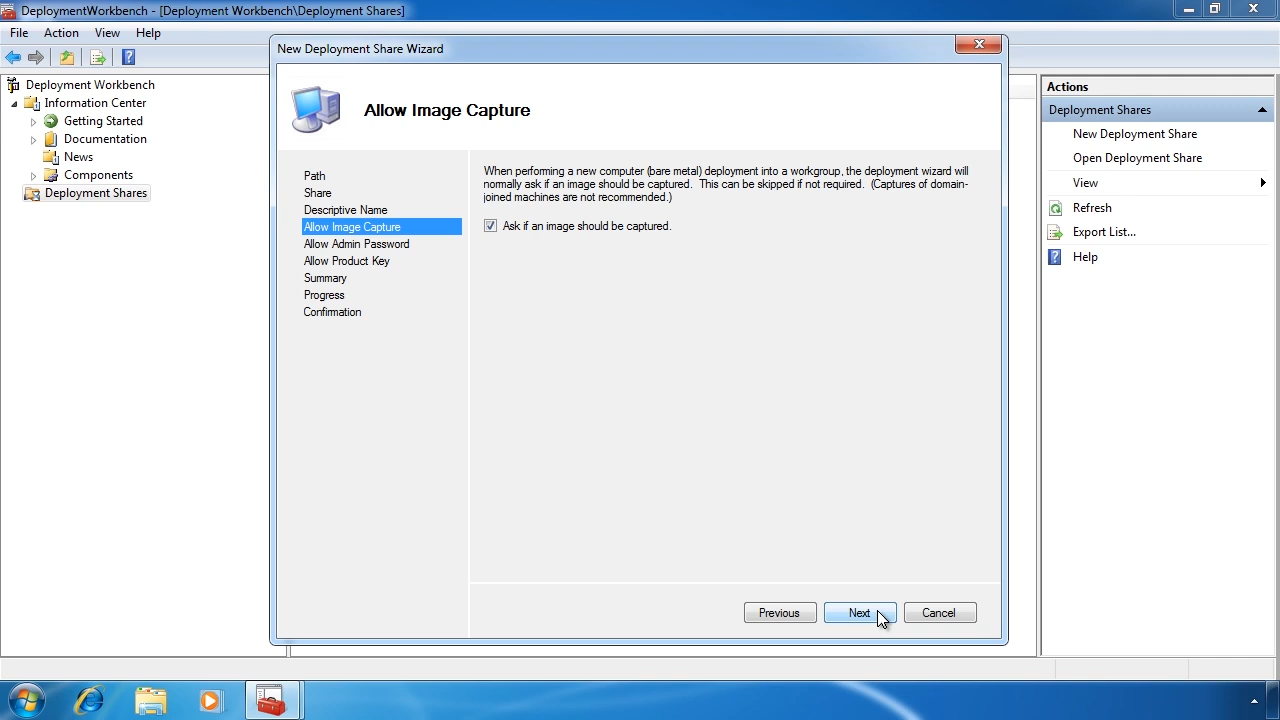 DeploymentWorkbench - [Deployment Workbench\Deployment Shares]
File Action View Help
Deployment Workbench
Information Center
Getting Started
Documentation
News
Components
Deployment Shares
New Deployment Share Wizard
Allow Image Capture
Path
Share
Descriptive Name
Allow Image Capture
Allow Admin Password
Allow Product Key
Summary
Progress
Confirmation
When performing a new computer (bare metal) deployment into a workgroup, the deployment wizard will
normally ask if an image should be captured. This can be skipped if not required. (Captures of domain-
joined machines are not recommended.)
Ask if an image should be captured.
Previous Next Cancel
Actions
Deployment Shares
New Deployment Share
Open Deployment Share
View
Refresh
Export List...
Help